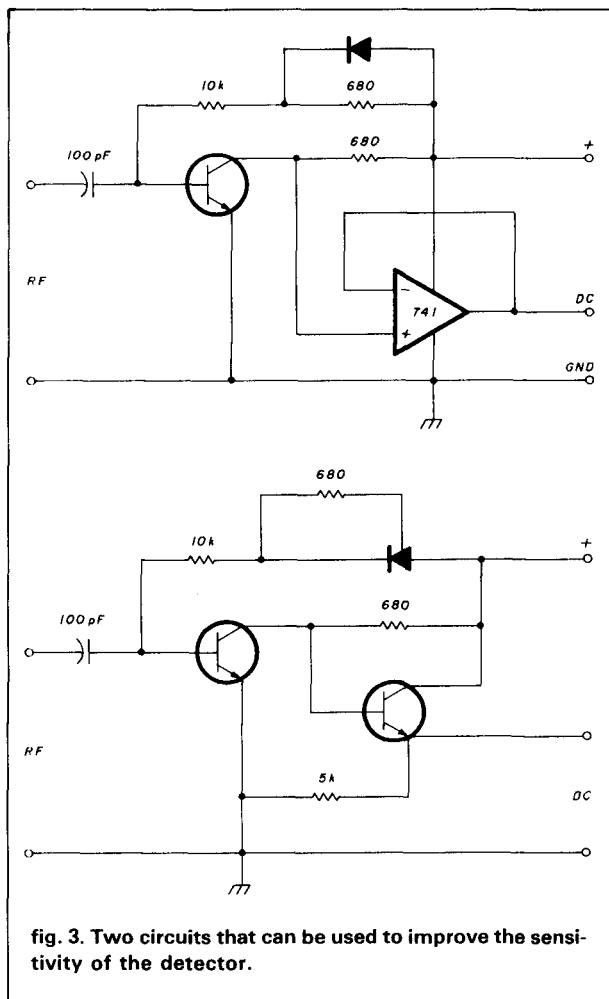 10k
680
100 pF
680
+
RF
−
741
+
DC
GND
680
10k
+
100 pF
680
RF
5k
DC
fig. 3. Two circuits that can be used to improve the sensi-
tivity of the detector.